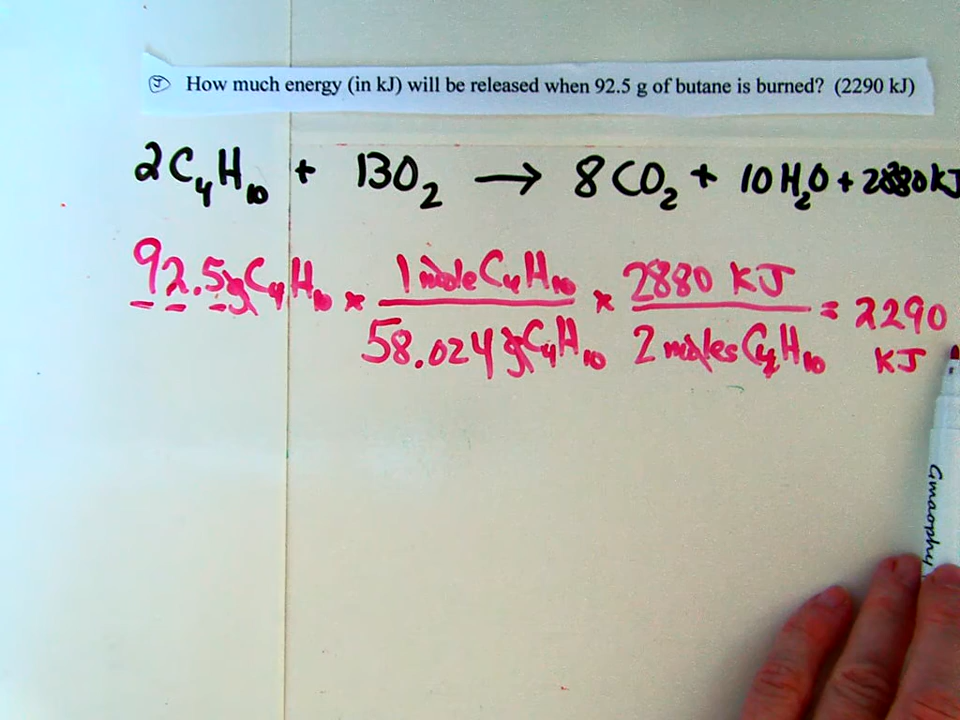 ⑤ How much energy (in kJ) will be released when 92.5 g of butane is burned? (2290 kJ)
2C₄H₁₀ + 13O₂ → 8CO₂ + 10H₂O + 2880 kJ
92.5g C₄H₁₀ × 1 mole C₄H₁₀ / 58.024 g C₄H₁₀ × 2880 KJ / 2 moles C₄H₁₀ = 2290 KJ